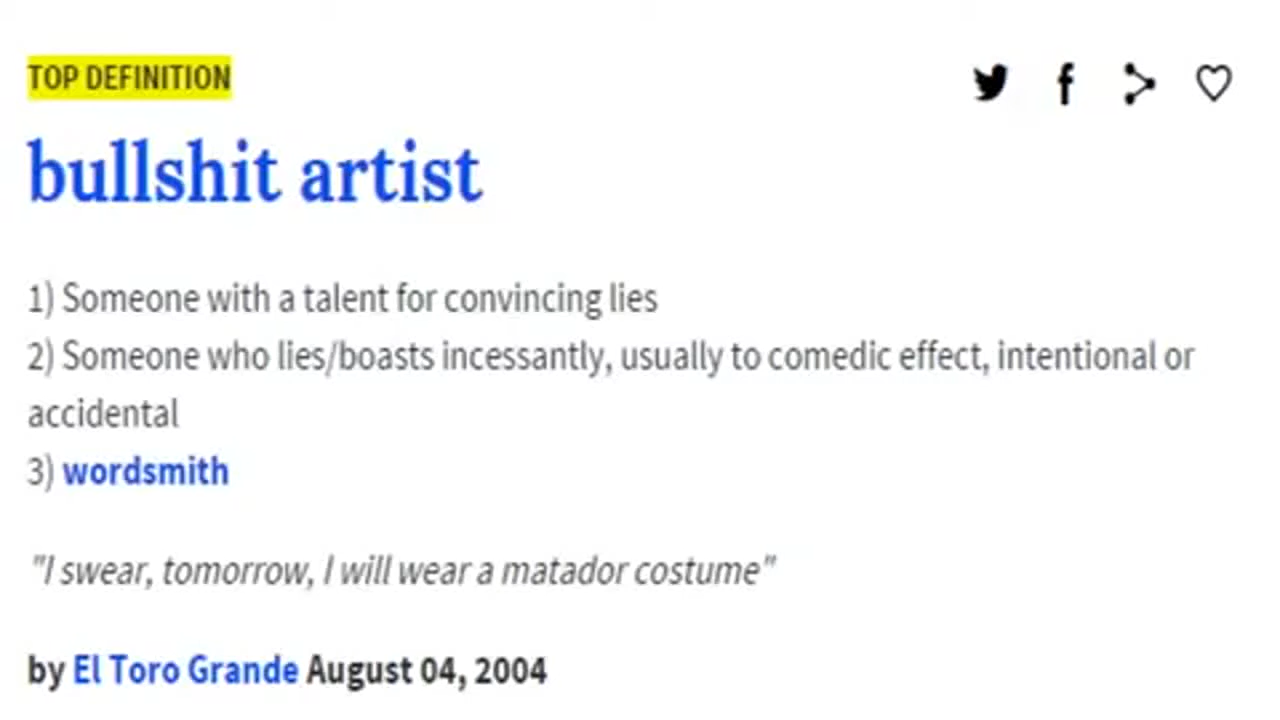 TOP DEFINITION
bullshit artist
1) Someone with a talent for convincing lies
2) Someone who lies/boasts incessantly, usually to comedic effect, intentional or
accidental
3) wordsmith
"I swear, tomorrow, I will wear a matador costume"
by El Toro Grande August 04, 2004